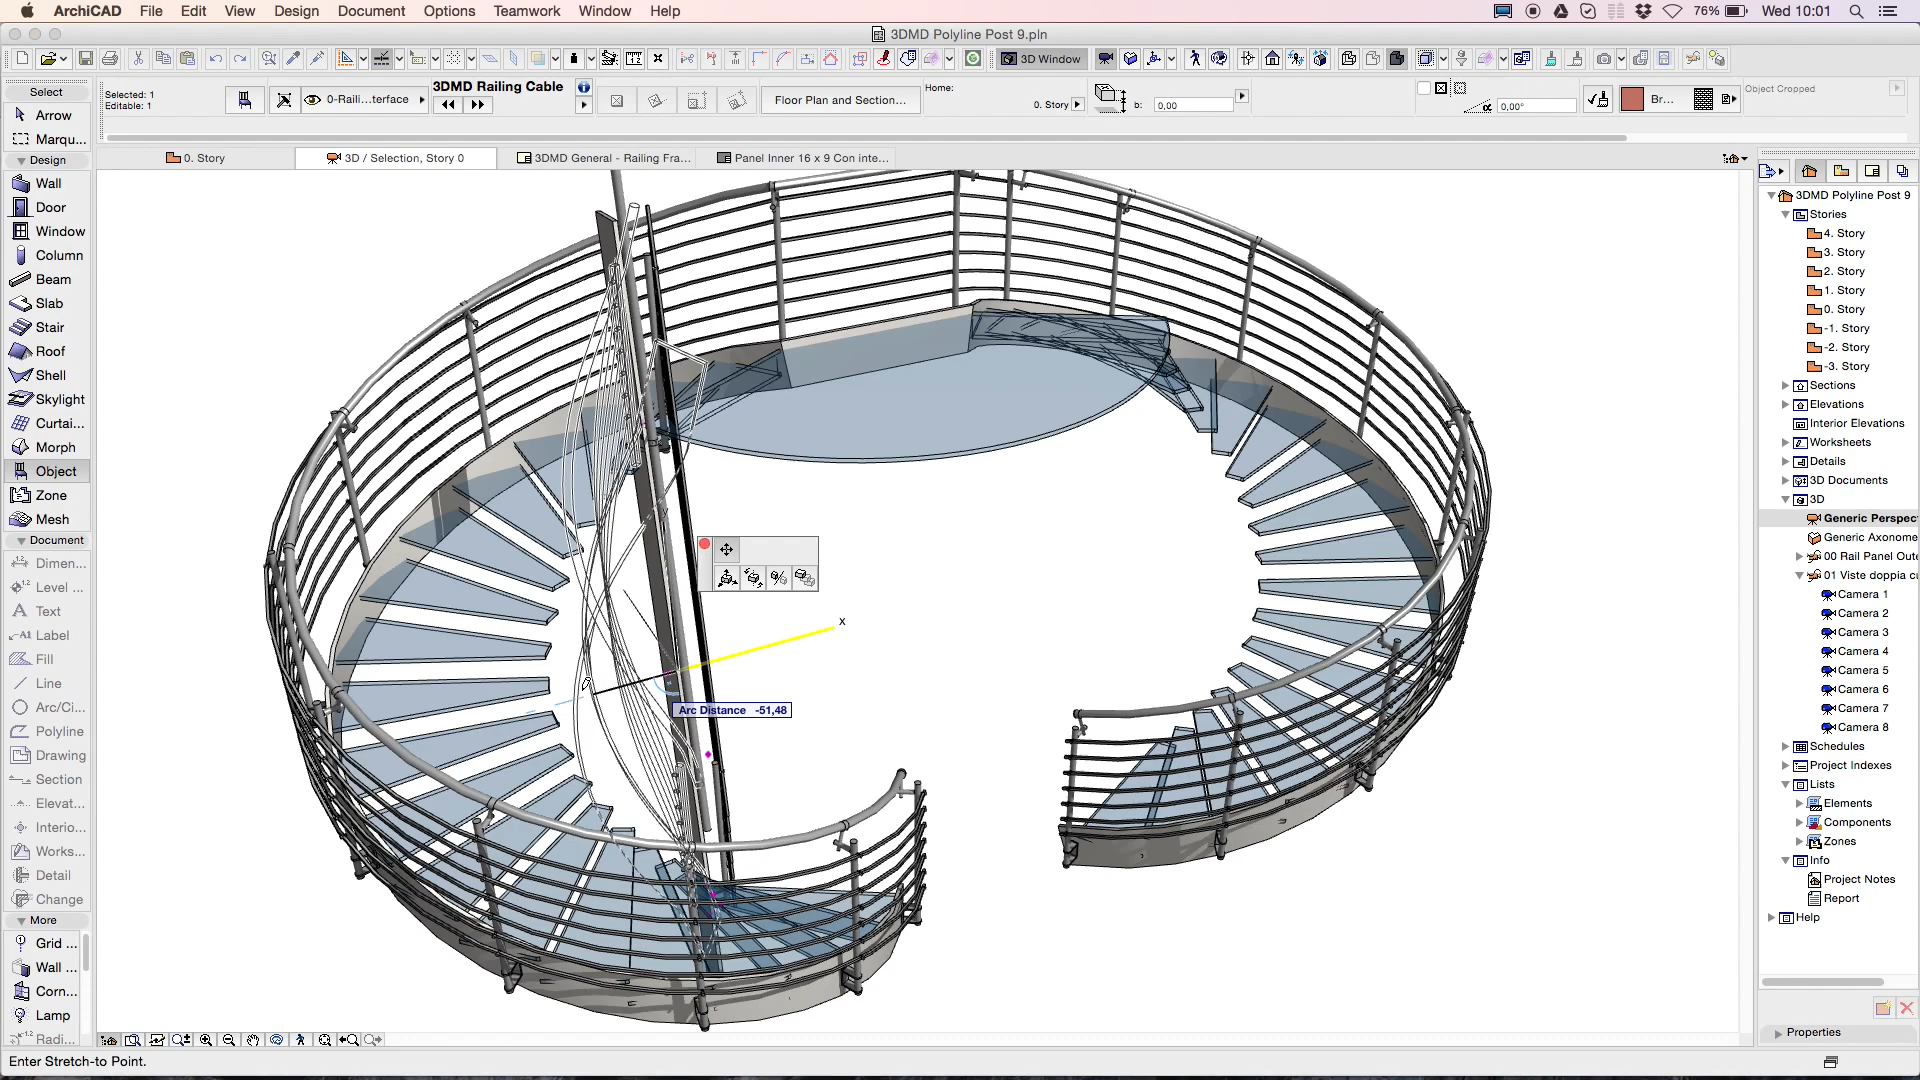 ArchiCAD File Edit View Design Document Options Teamwork Window Help 76% Wed 10:01
3DMD Polyline Post 9.pln
3D Window
Select
Selected: 1
Editable: 1
0-Raili...terface
3DMD Railing Cable
Floor Plan and Section...
Home:
0. Story
b: 0,00
α 0,00°
Br...
Object Cropped
0. Story
3D / Selection, Story 0
3DMD General - Railing Fra...
Panel Inner 16 x 9 Con inte...
Arrow
Marqu...
Design
Wall
Door
Window
Column
Beam
Slab
Stair
Roof
Shell
Skylight
Curtai...
Morph
Object
Zone
Mesh
Document
Dimen...
Level ...
Text
Label
Fill
Line
Arc/Ci...
Polyline
Drawing
Section
Elevat...
Interio...
Works...
Detail
Change
More
Grid ...
Wall ...
Corn...
Lamp
Radi...
x
Arc Distance -51,48
3DMD Polyline Post 9
Stories
4. Story
3. Story
2. Story
1. Story
0. Story
-1. Story
-2. Story
-3. Story
Sections
Elevations
Interior Elevations
Worksheets
Details
3D Documents
3D
Generic Perspec
Generic Axonome
00 Rail Panel Oute
01 Viste doppia cu
Camera 1
Camera 2
Camera 3
Camera 4
Camera 5
Camera 6
Camera 7
Camera 8
Schedules
Project Indexes
Lists
Elements
Components
Zones
Info
Project Notes
Report
Help
Properties
Enter Stretch-to Point.